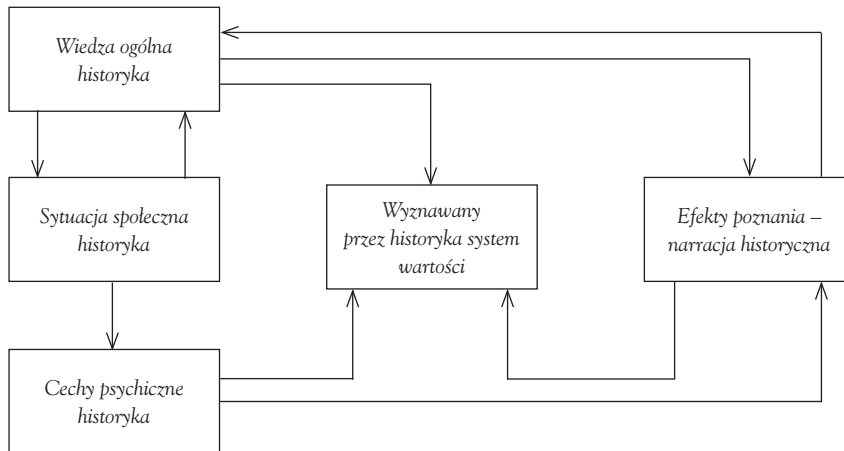 Wiedza ogólna
historyka
Sytuacja społeczna
historyka
Wyznawany
przez historyka system
wartości
Efekty poznania –
narracja historyczna
Cechy psychiczne
historyka